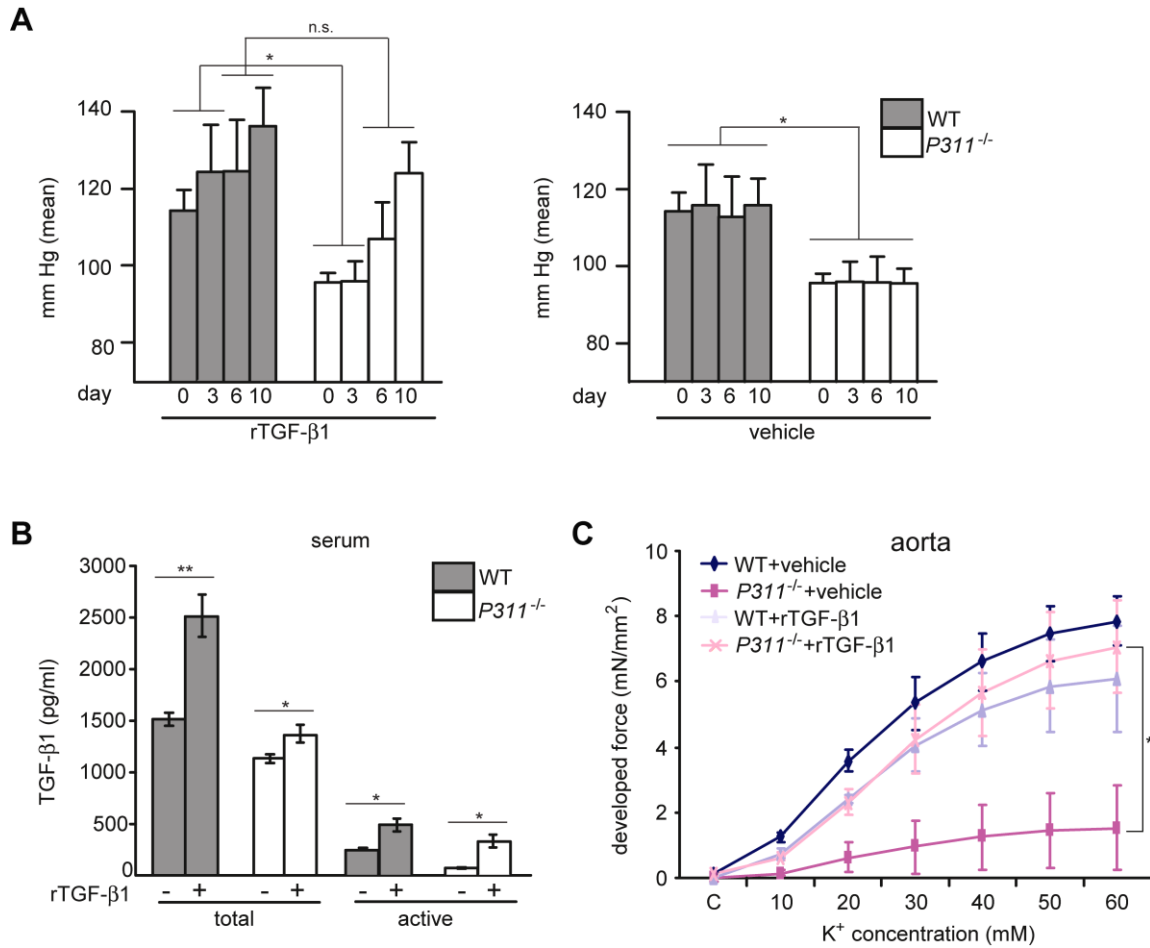 A
n.s.
*
140
120
100
80
mm Hg (mean)
day 0 3 6 10 0 3 6 10
rTGF-β1
WT
P311-/-
*
140
120
100
80
mm Hg (mean)
day 0 3 6 10 0 3 6 10
vehicle
B
serum
WT
P311-/-
3000
2500
2000
1500
1000
500
0
TGF-β1 (pg/ml)
**
*
*
*
rTGF-β1 - + - + - + - +
total active
C
aorta
WT+vehicle
P311-/-+vehicle
WT+rTGF-β1
P311-/-+rTGF-β1
10
8
6
4
2
0
developed force (mN/mm²)
*
C 10 20 30 40 50 60
K+ concentration (mM)